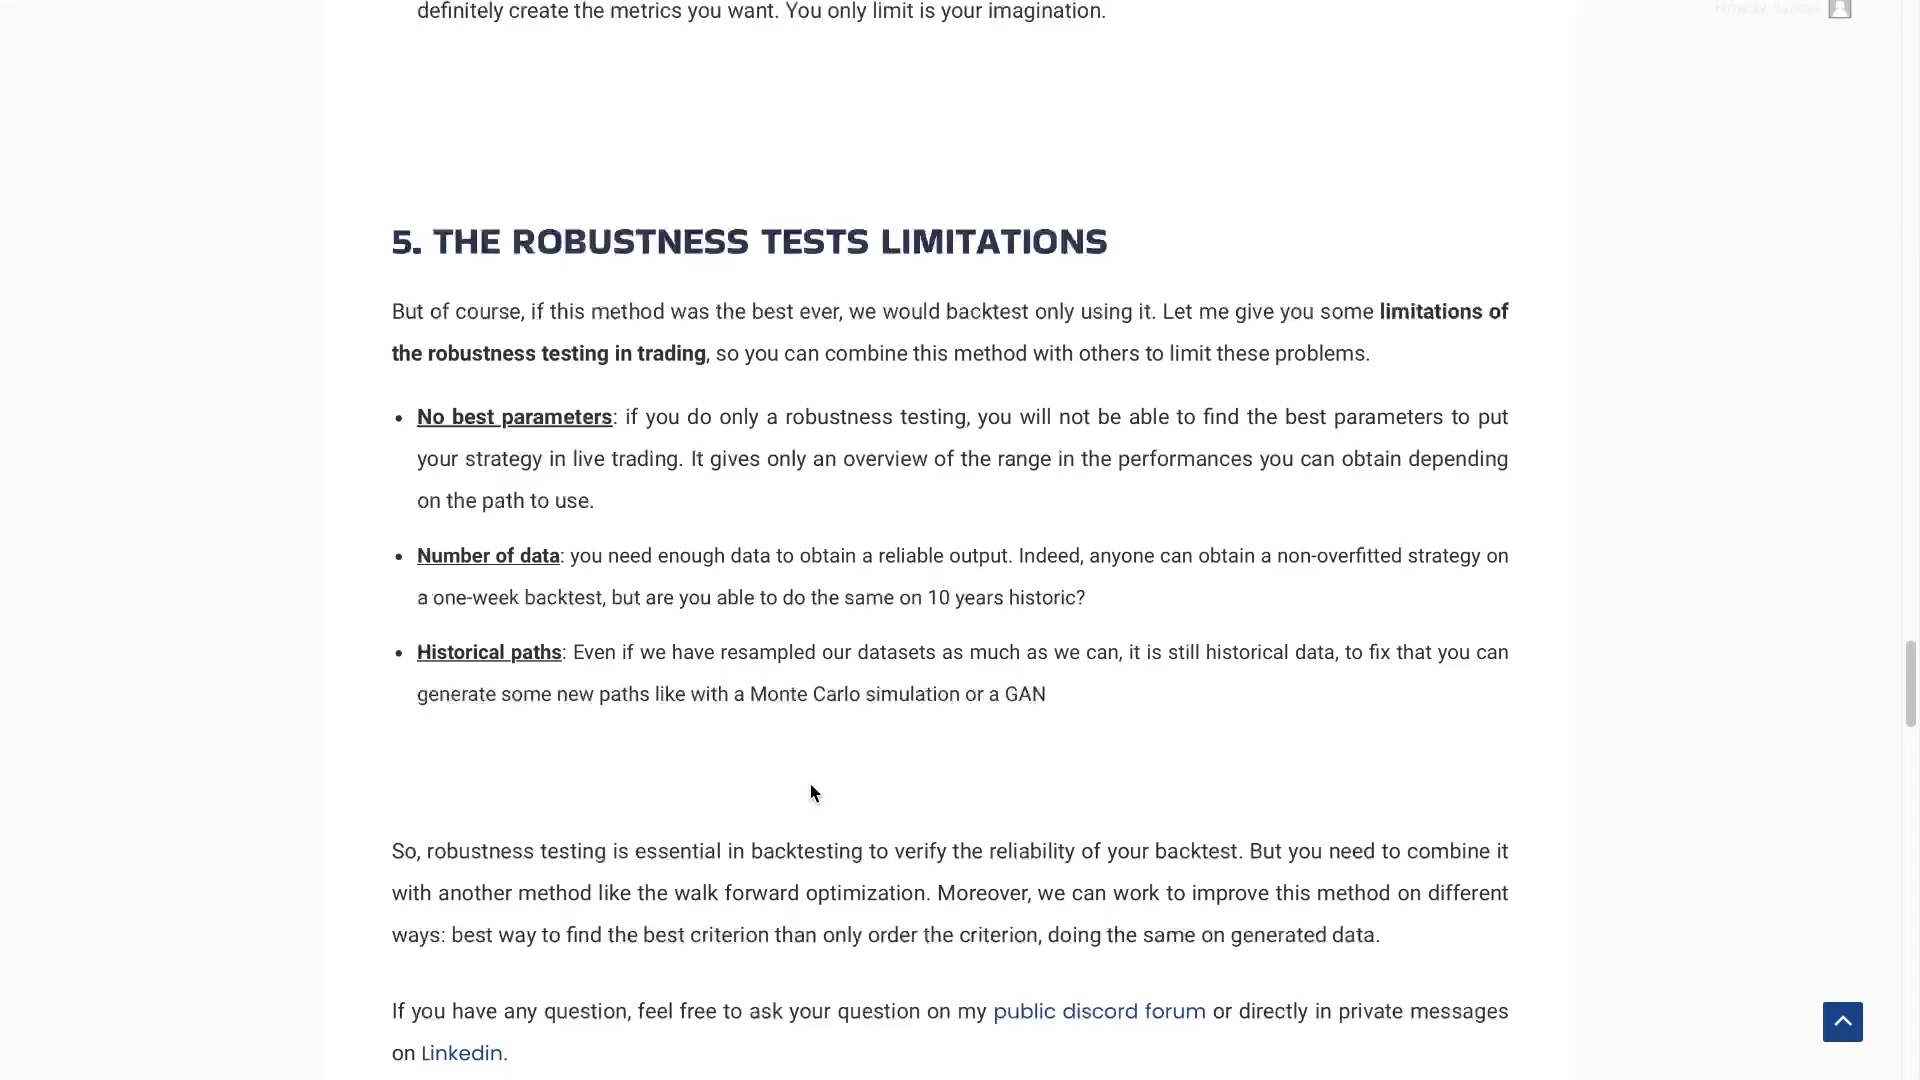 definitely create the metrics you want. You only limit is your imagination.
5. THE ROBUSTNESS TESTS LIMITATIONS
But of course, if this method was the best ever, we would backtest only using it. Let me give you some limitations of
the robustness testing in trading, so you can combine this method with others to limit these problems.
• No best parameters: if you do only a robustness testing, you will not be able to find the best parameters to put
your strategy in live trading. It gives only an overview of the range in the performances you can obtain depending
on the path to use.
• Number of data: you need enough data to obtain a reliable output. Indeed, anyone can obtain a non-overfitted strategy on
a one-week backtest, but are you able to do the same on 10 years historic?
• Historical paths: Even if we have resampled our datasets as much as we can, it is still historical data, to fix that you can
generate some new paths like with a Monte Carlo simulation or a GAN
So, robustness testing is essential in backtesting to verify the reliability of your backtest. But you need to combine it
with another method like the walk forward optimization. Moreover, we can work to improve this method on different
ways: best way to find the best criterion than only order the criterion, doing the same on generated data.
If you have any question, feel free to ask your question on my public discord forum or directly in private messages
on Linkedin.